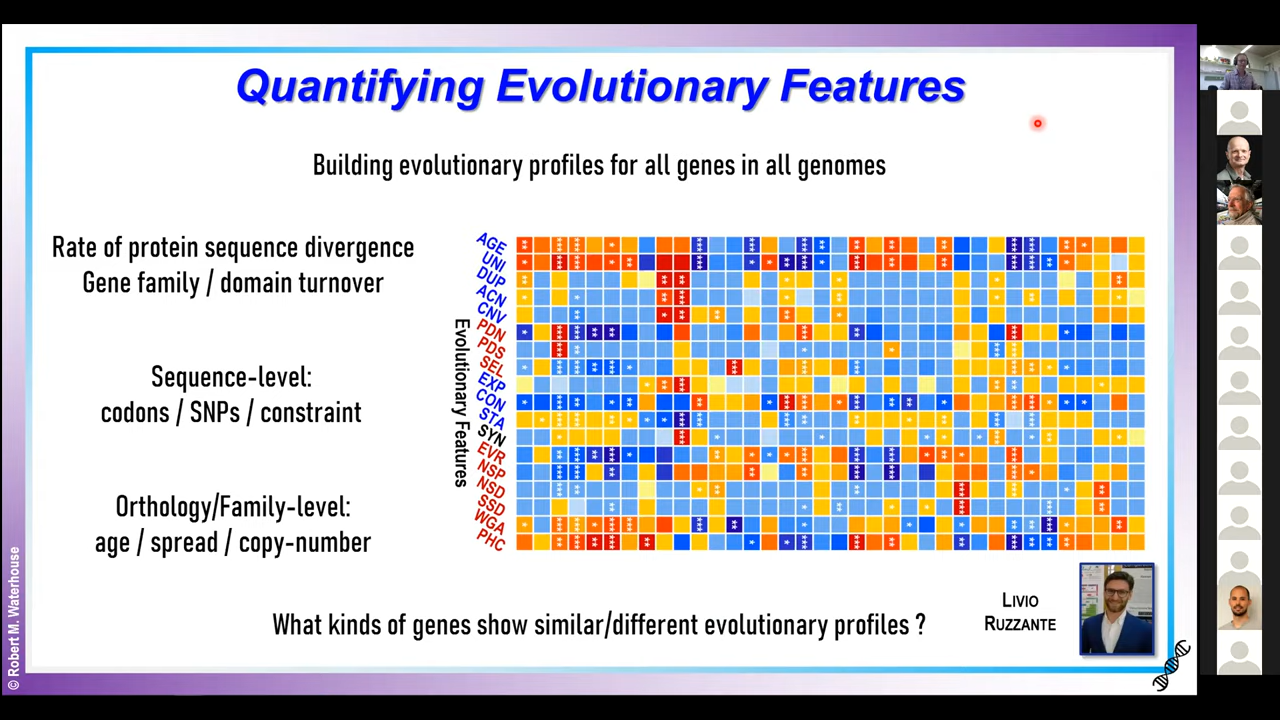 Quantifying Evolutionary Features
Building evolutionary profiles for all genes in all genomes
Rate of protein sequence divergence
Gene family / domain turnover
Sequence-level:
codons / SNPs / constraint
Orthology/Family-level:
age / spread / copy-number
Evolutionary Features
AGE
UNI
DUP
ACN
CNV
PDN
PDS
SEL
EXP
CON
STA
SYN
EVR
NSP
NSD
SSD
WGA
PHC
What kinds of genes show similar/different evolutionary profiles ?
LIVIO
RUZZANTE
© Robert M. Waterhouse